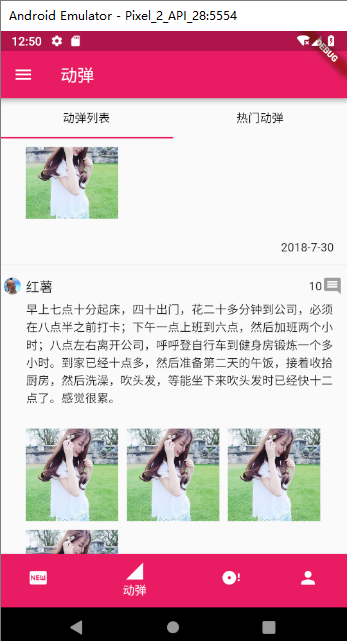 Android Emulator - Pixel_2_API_28:5554
12:50
DEBUG
动弹
动弹列表 热门动弹
2018-7-30
红薯 10
早上七点十分起床，四十出门，花二十多分钟到公司，必须
在八点半之前打卡；下午一点上班到六点，然后加班两个小
时；八点左右离开公司，呼呼登自行车到健身房锻炼一个多
小时。到家已经十点多，然后准备第二天的午饭，接着收拾
厨房，然后洗澡，吹头发，等能坐下来吹头发时已经快十二
点了。感觉很累。
NEW
动弹